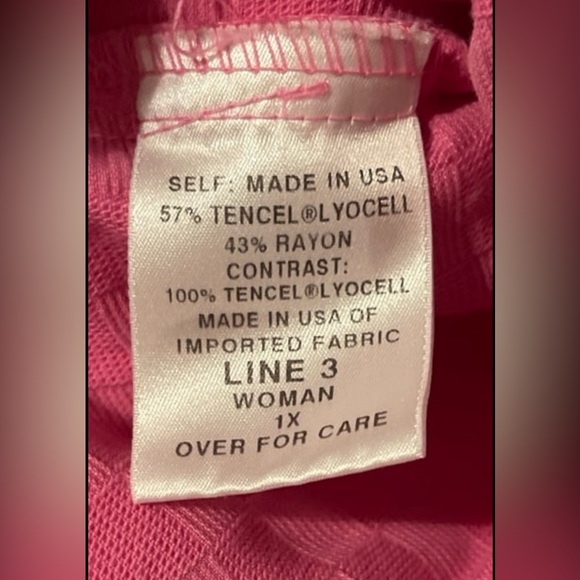 SELF: MADE IN USA
57% TENCEL®LYOCELL
43% RAYON
CONTRAST:
100% TENCEL®LYOCELL
MADE IN USA OF
IMPORTED FABRIC
LINE 3
WOMAN
1X
OVER FOR CARE